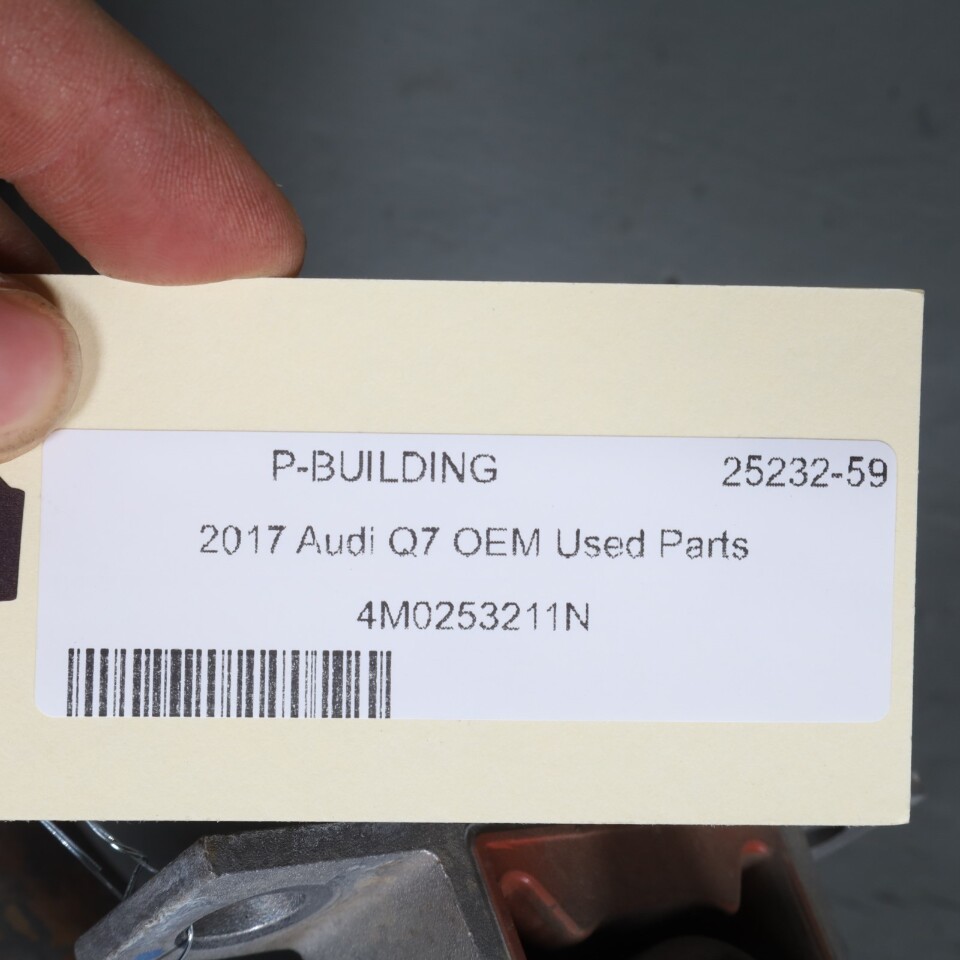 P-BUILDING 25232-59
2017 Audi Q7 OEM Used Parts
4M0253211N